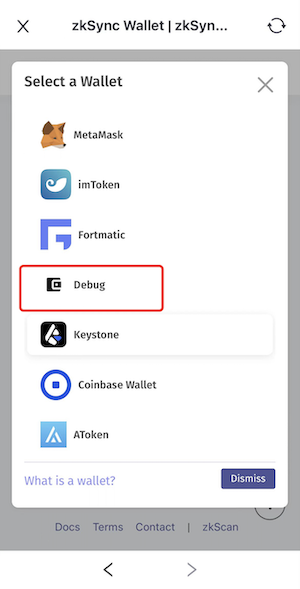 zkSync Wallet | zkSyn...
Select a Wallet
MetaMask
imToken
Fortmatic
Debug
Keystone
Coinbase Wallet
AToken
What is a wallet?
Dismiss
Docs Terms Contact | zkScan